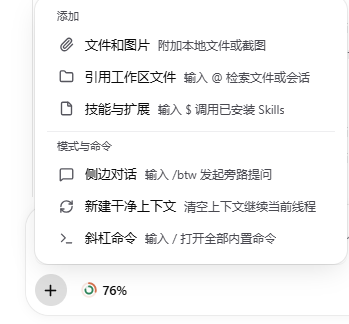 添加
文件和图片 附加本地文件或截图
引用工作区文件 输入 @ 检索文件或会话
技能与扩展 输入 $ 调用已安装 Skills
模式与命令
侧边对话 输入 /btw 发起旁路提问
新建干净上下文 清空上下文继续当前线程
斜杠命令 输入 / 打开全部内置命令
76%